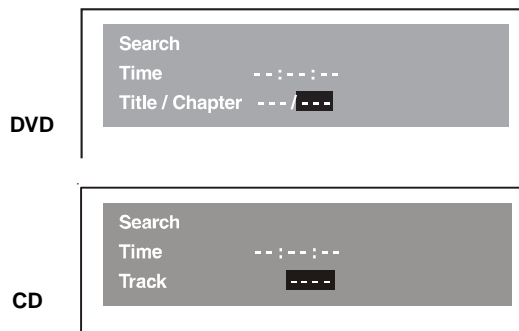 DVD
Search
Time --:--:--
Title / Chapter ---/---
CD
Search
Time --:--:--
Track ----